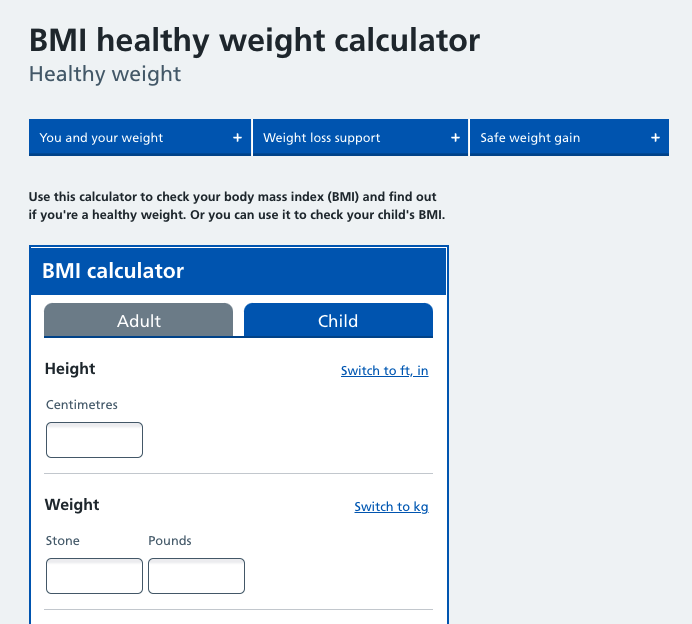 BMI healthy weight calculator
Healthy weight
You and your weight +
Weight loss support +
Safe weight gain +
Use this calculator to check your body mass index (BMI) and find out
if you're a healthy weight. Or you can use it to check your child's BMI.
BMI calculator
Adult
Child
Height
Switch to ft, in
Centimetres
Weight
Switch to kg
Stone
Pounds